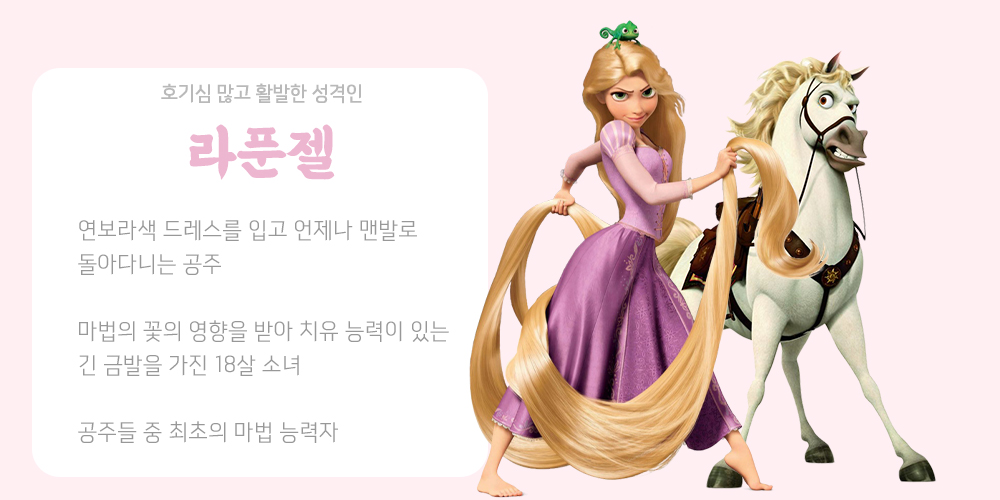 호기심 많고 활발한 성격인
라푼젤
연보라색 드레스를 입고 언제나 맨발로
돌아다니는 공주
마법의 꽃의 영향을 받아 치유 능력이 있는
긴 금발을 가진 18살 소녀
공주들 중 최초의 마법 능력자